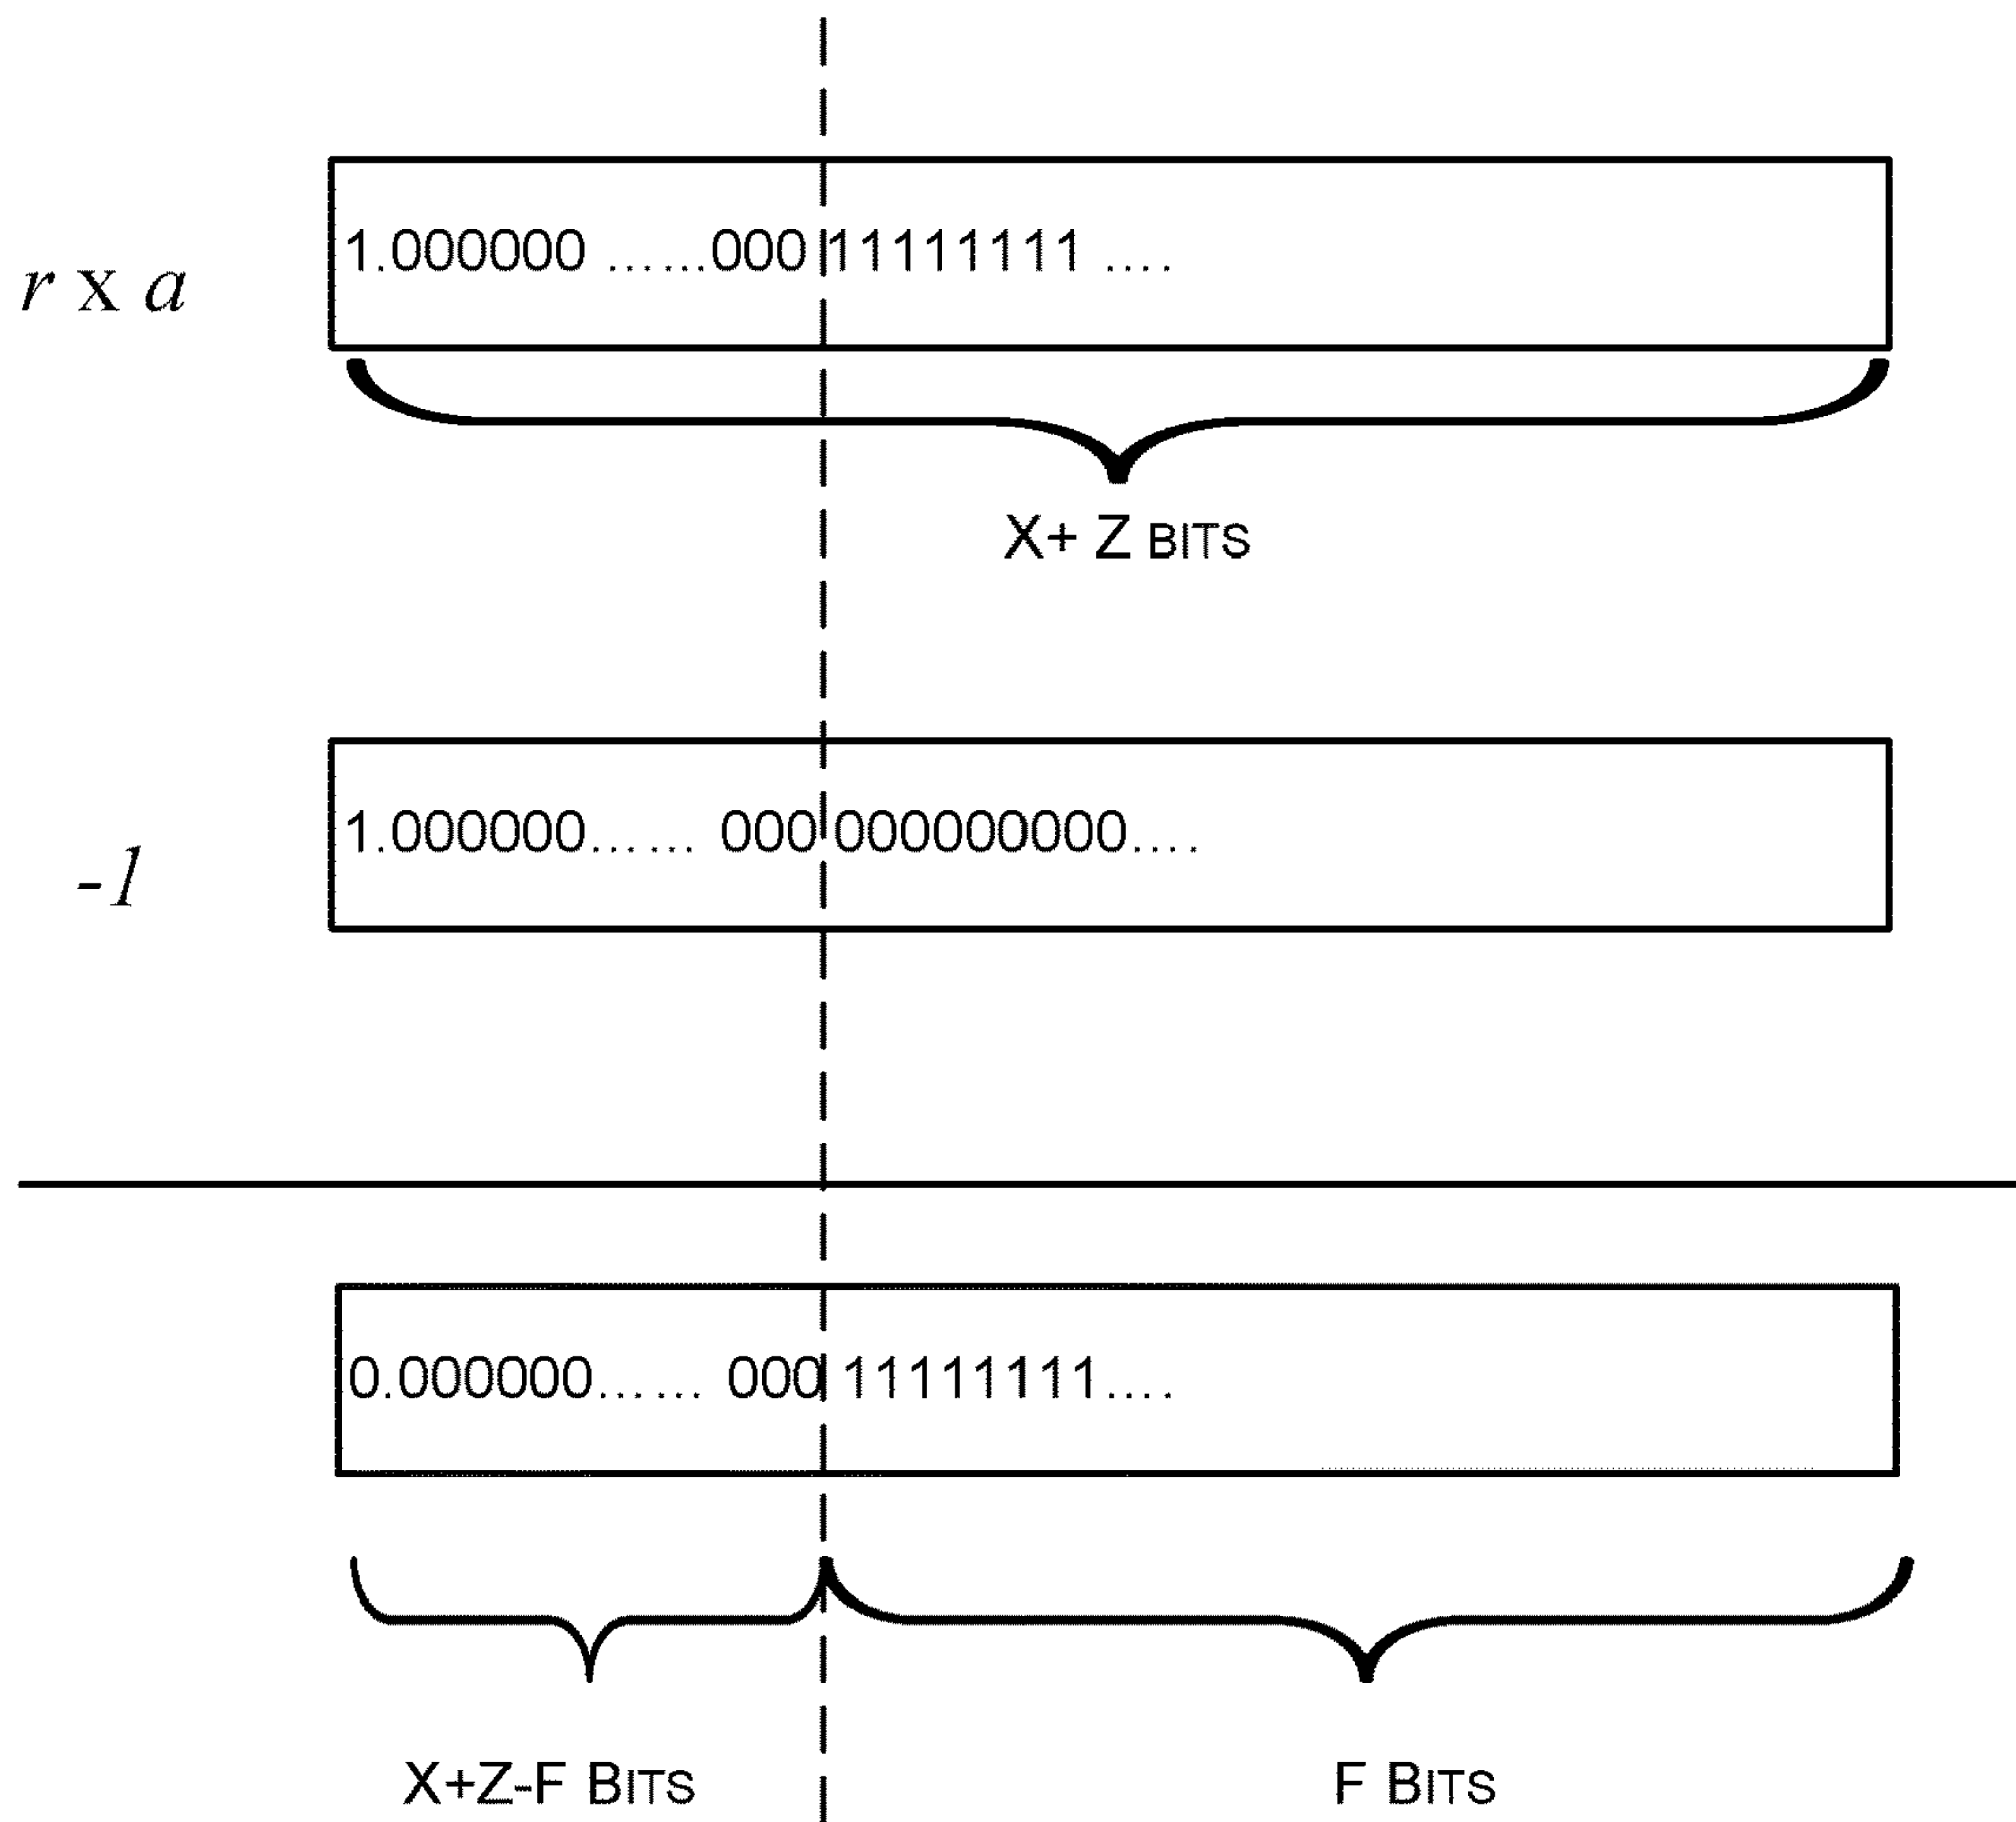 r x a 1.000000 ......000 11111111 ....
X+ Z BITS
-1 1.000000...... 000 000000000....
0.000000...... 000 11111111....
X+Z-F BITS F BITS